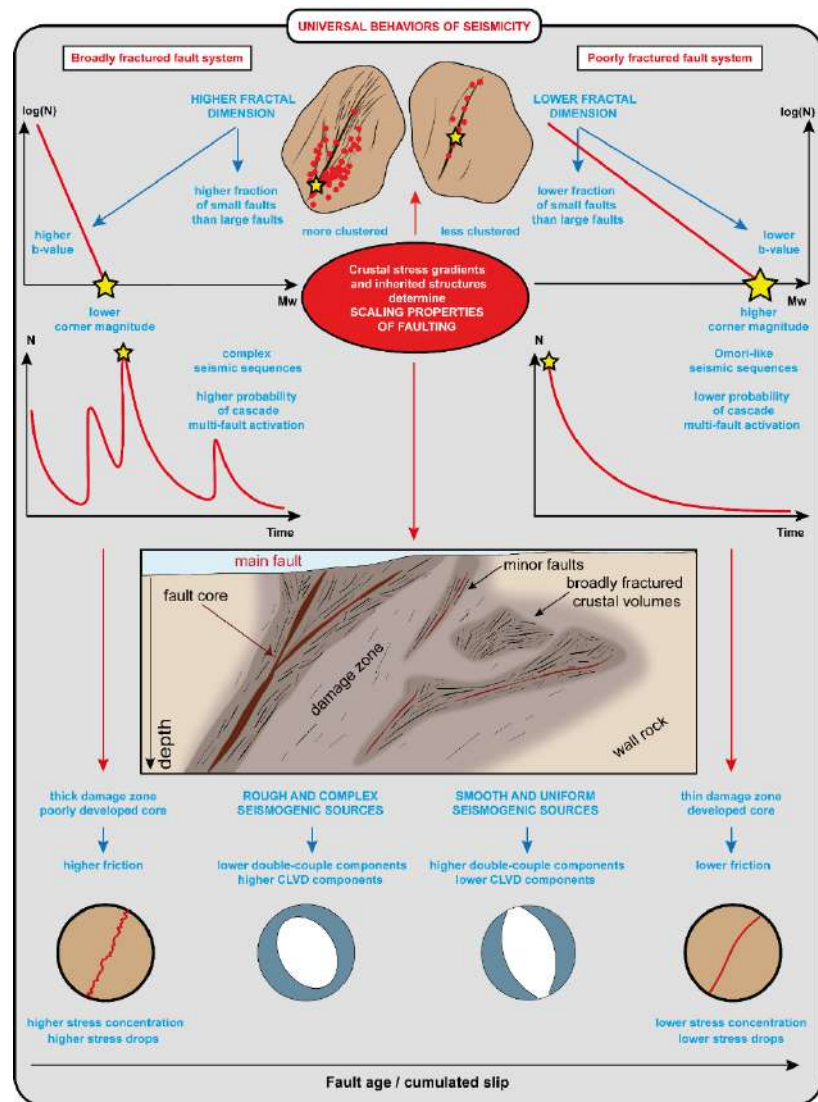 UNIVERSAL BEHAVIORS OF SEISMICITY
Broadly fractured fault system
Poorly fractured fault system
log(N)
HIGHER FRACTAL
DIMENSION
higher fraction
of small faults
than large faults
higher
b-value
Mw
lower
corner magnitude
more clustered
less clustered
LOWER FRACTAL
DIMENSION
lower fraction
of small faults
than large faults
log(N)
lower
b-value
Mw
higher
corner magnitude
Crustal stress gradients
and inherited structures
determine
SCALING PROPERTIES
OF FAULTING
N
complex
seismic sequences
higher probability
of cascade
multi-fault activation
Time
N
Omori-like
seismic sequences
lower probability
of cascade
multi-fault activation
Time
main fault
fault core
minor faults
broadly fractured
crustal volumes
damage zone
wall rock
depth
thick damage zone
poorly developed core
higher friction
higher stress concentration
higher stress drops
ROUGH AND COMPLEX
SEISMOGENIC SOURCES
lower double-couple components
higher CLVD components
SMOOTH AND UNIFORM
SEISMOGENIC SOURCES
higher double-couple components
lower CLVD components
thin damage zone
developed core
lower friction
lower stress concentration
lower stress drops
Fault age / cumulated slip